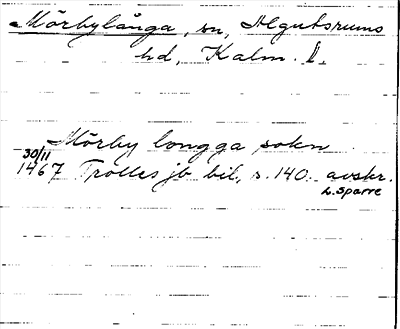 Mörbylånga, sn, Algutsrums
hd, Kalm. l.
Mörby longga sokn
30/11
1467 Trolles jb bil., s. 140. avskr.
L. Sparre